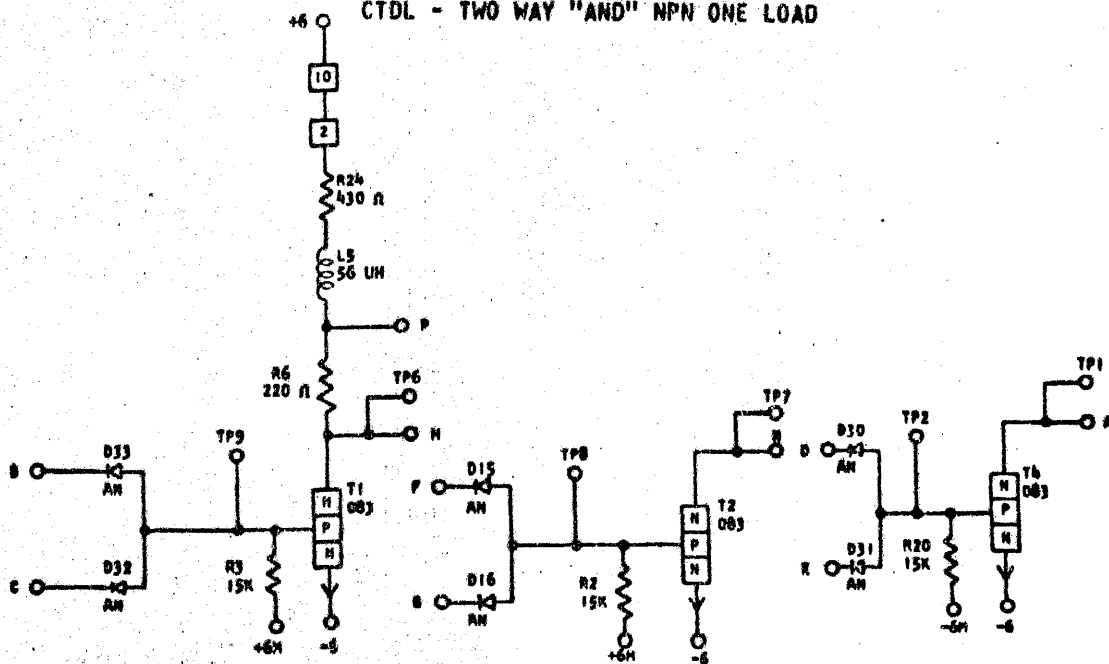 CTDL - TWO WAY "AND" NPN ONE LOAD
+6
10
2
R24
430 Ω
L5
56 UH
P
R6
220 Ω
TP6
H
TP9
D33
AN
T1
083
N
P
N
D32
AN
C
R3
15K
+6M
TP7
TP8
F
D15
AN
T2
083
N
P
N
D16
AN
R2
15K
+6M
-6
TP1
A
TP2
D
D30
AN
T4
083
N
P
N
D31
AN
R20
15K
-6M
-6